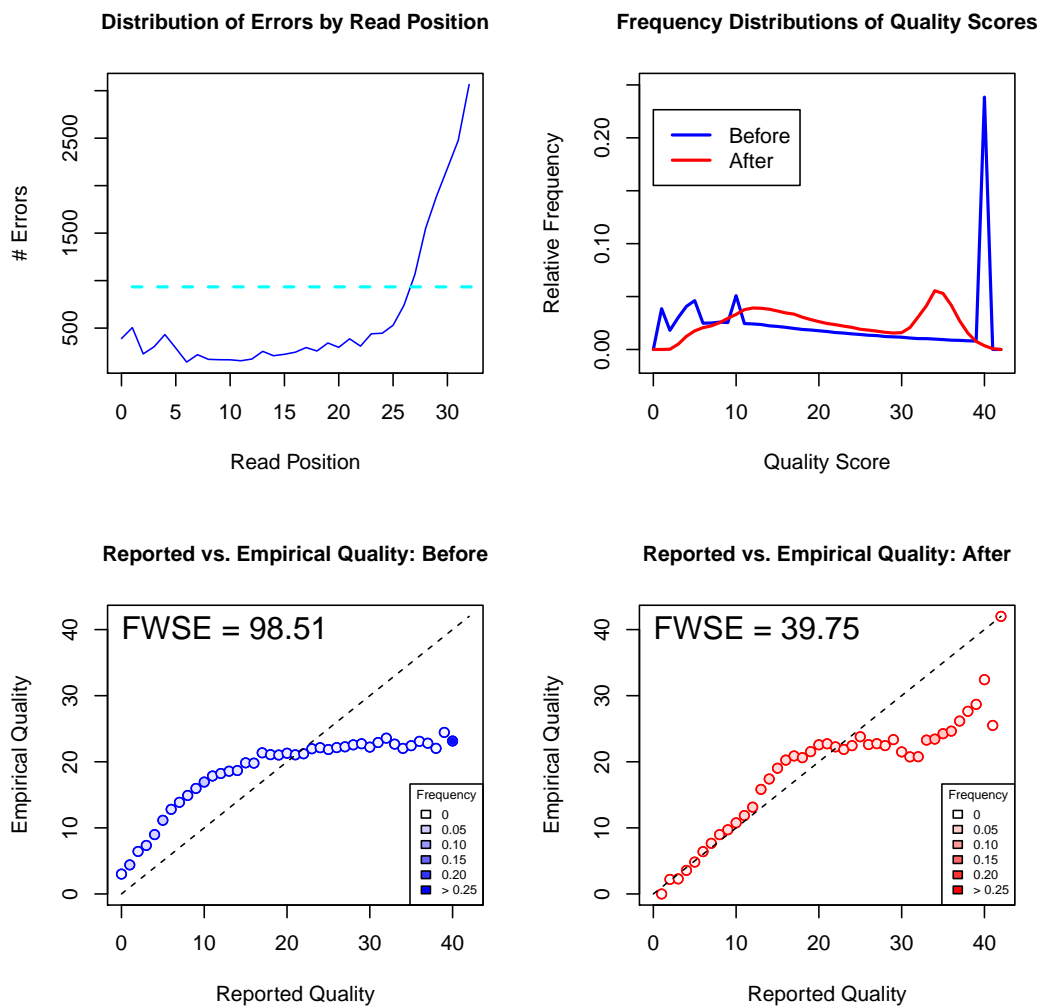 Distribution of Errors by Read Position
# Errors
500
1500
2500
0 5 10 15 20 25 30
Read Position
Frequency Distributions of Quality Scores
Relative Frequency
0.00
0.10
0.20
Before
After
0 10 20 30 40
Quality Score
Reported vs. Empirical Quality: Before
FWSE = 98.51
Empirical Quality
0
10
20
30
40
Frequency
0
0.05
0.10
0.15
0.20
> 0.25
0 10 20 30 40
Reported Quality
Reported vs. Empirical Quality: After
FWSE = 39.75
Empirical Quality
0
10
20
30
40
Frequency
0
0.05
0.10
0.15
0.20
> 0.25
0 10 20 30 40
Reported Quality